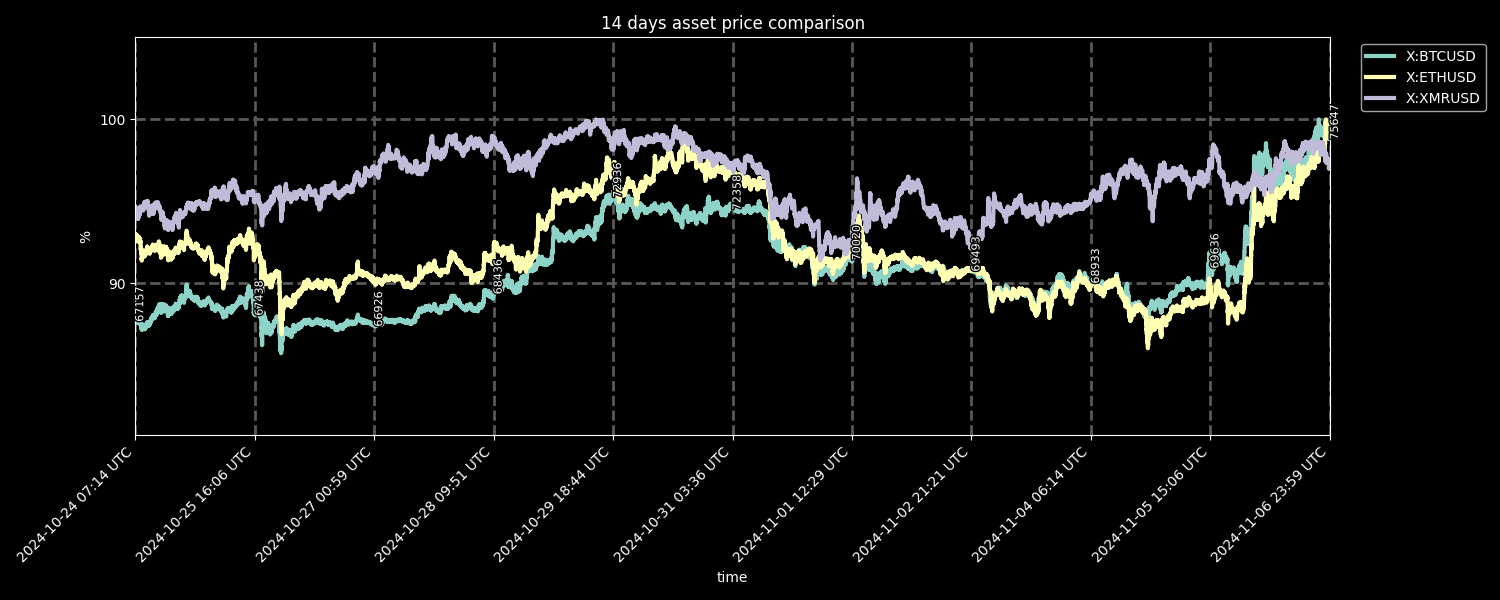 14 days asset price comparison
X:BTCUSD
X:ETHUSD
X:XMRUSD
100
90
%
67157
67438
66926
68436
72936
72358
70020
69493
68933
69636
75647
2024-10-24 07:14 UTC
2024-10-25 16:06 UTC
2024-10-27 00:59 UTC
2024-10-28 09:51 UTC
2024-10-29 18:44 UTC
2024-10-31 03:36 UTC
2024-11-01 12:29 UTC
2024-11-02 21:21 UTC
2024-11-04 06:14 UTC
2024-11-05 15:06 UTC
2024-11-06 23:59 UTC
time